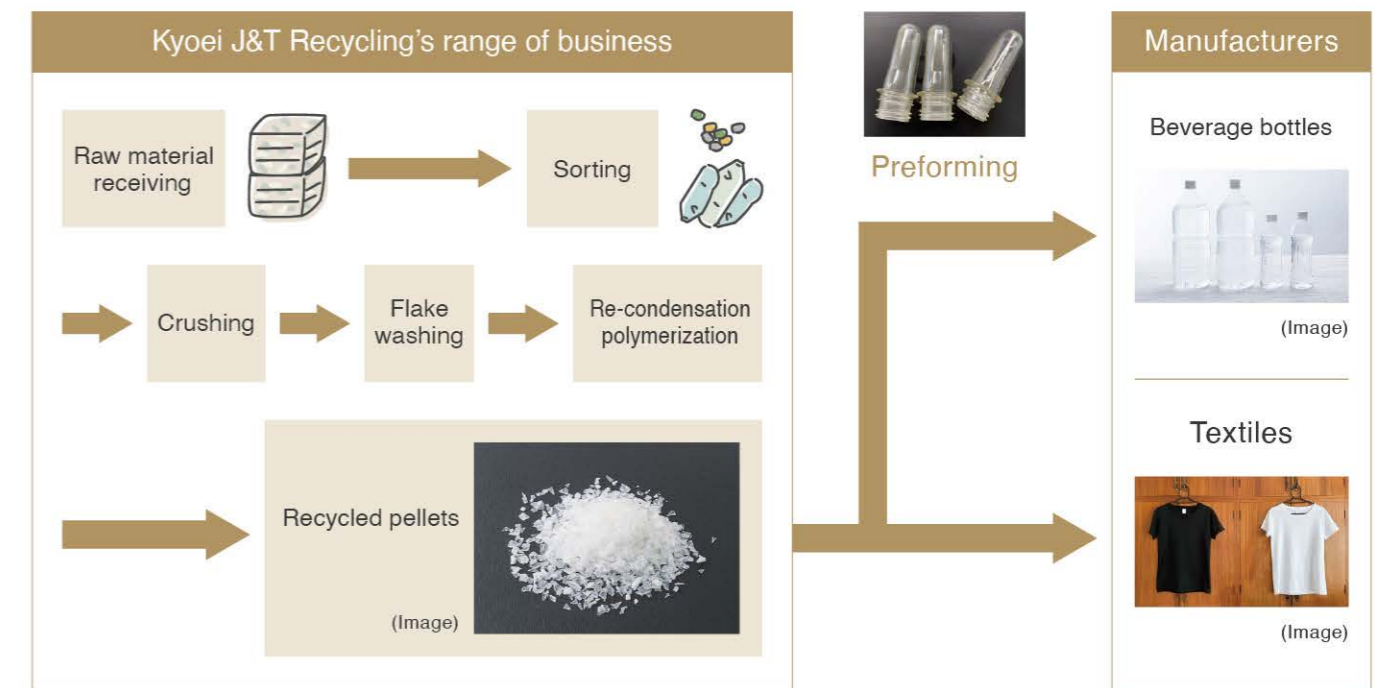 Kyoei J&T Recycling's range of business
Raw material
receiving
Sorting
Crushing
Flake
washing
Re-condensation
polymerization
Recycled pellets
(Image)
Preforming
Manufacturers
Beverage bottles
(Image)
Textiles
(Image)